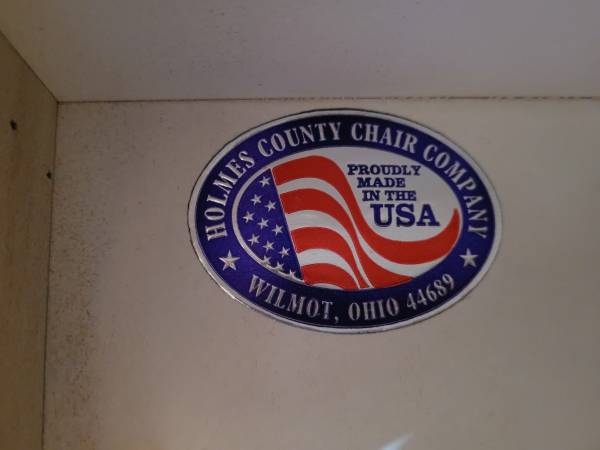 HOLMES COUNTY CHAIR COMPANY
PROUDLY
MADE
IN THE
USA
WILMOT, OHIO 44689